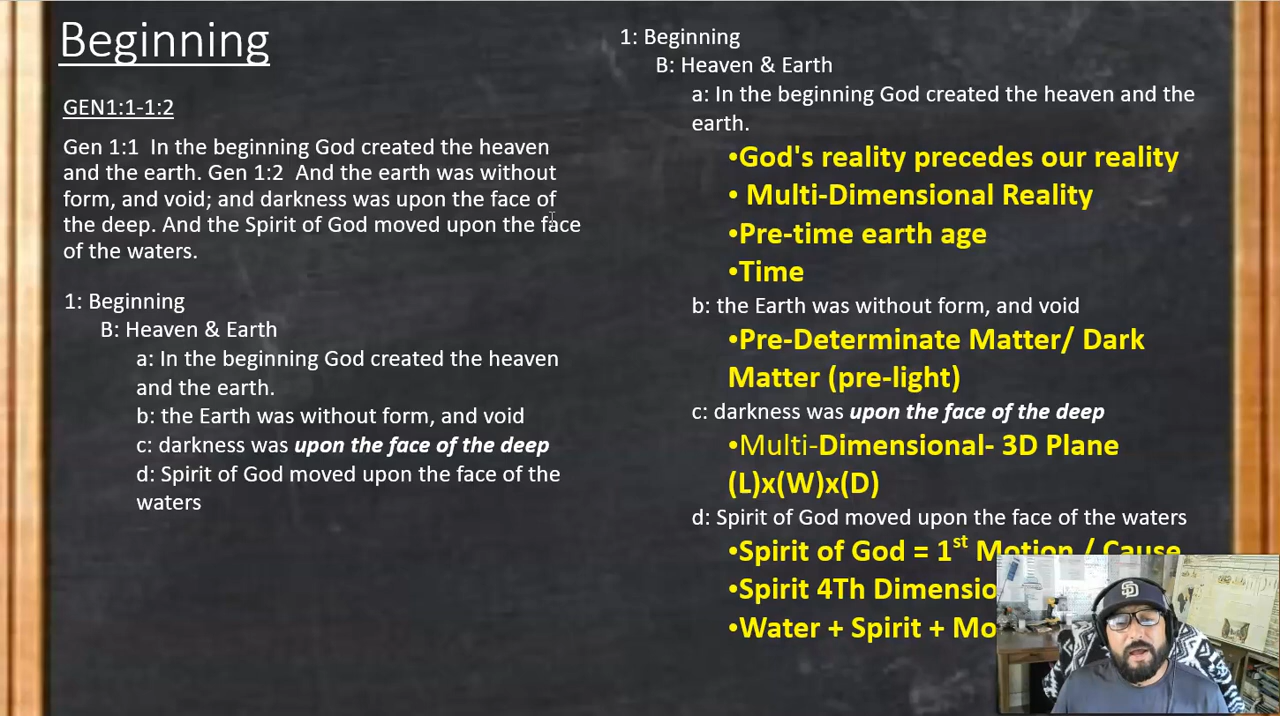 Beginning
GEN1:1-1:2
Gen 1:1  In the beginning God created the heaven
and the earth. Gen 1:2  And the earth was without
form, and void; and darkness was upon the face of
the deep. And the Spirit of God moved upon the face
of the waters.
1: Beginning
B: Heaven & Earth
a: In the beginning God created the heaven
and the earth.
b: the Earth was without form, and void
c: darkness was upon the face of the deep
d: Spirit of God moved upon the face of the
waters
1: Beginning
B: Heaven & Earth
a: In the beginning God created the heaven and the
earth.
•God's reality precedes our reality
• Multi-Dimensional Reality
•Pre-time earth age
•Time
b: the Earth was without form, and void
•Pre-Determinate Matter/ Dark
Matter (pre-light)
c: darkness was upon the face of the deep
•Multi-Dimensional- 3D Plane
(L)x(W)x(D)
d: Spirit of God moved upon the face of the waters
•Spirit of God = 1st Motion / Cause
•Spirit 4Th Dimensio
•Water + Spirit + Mo
SD